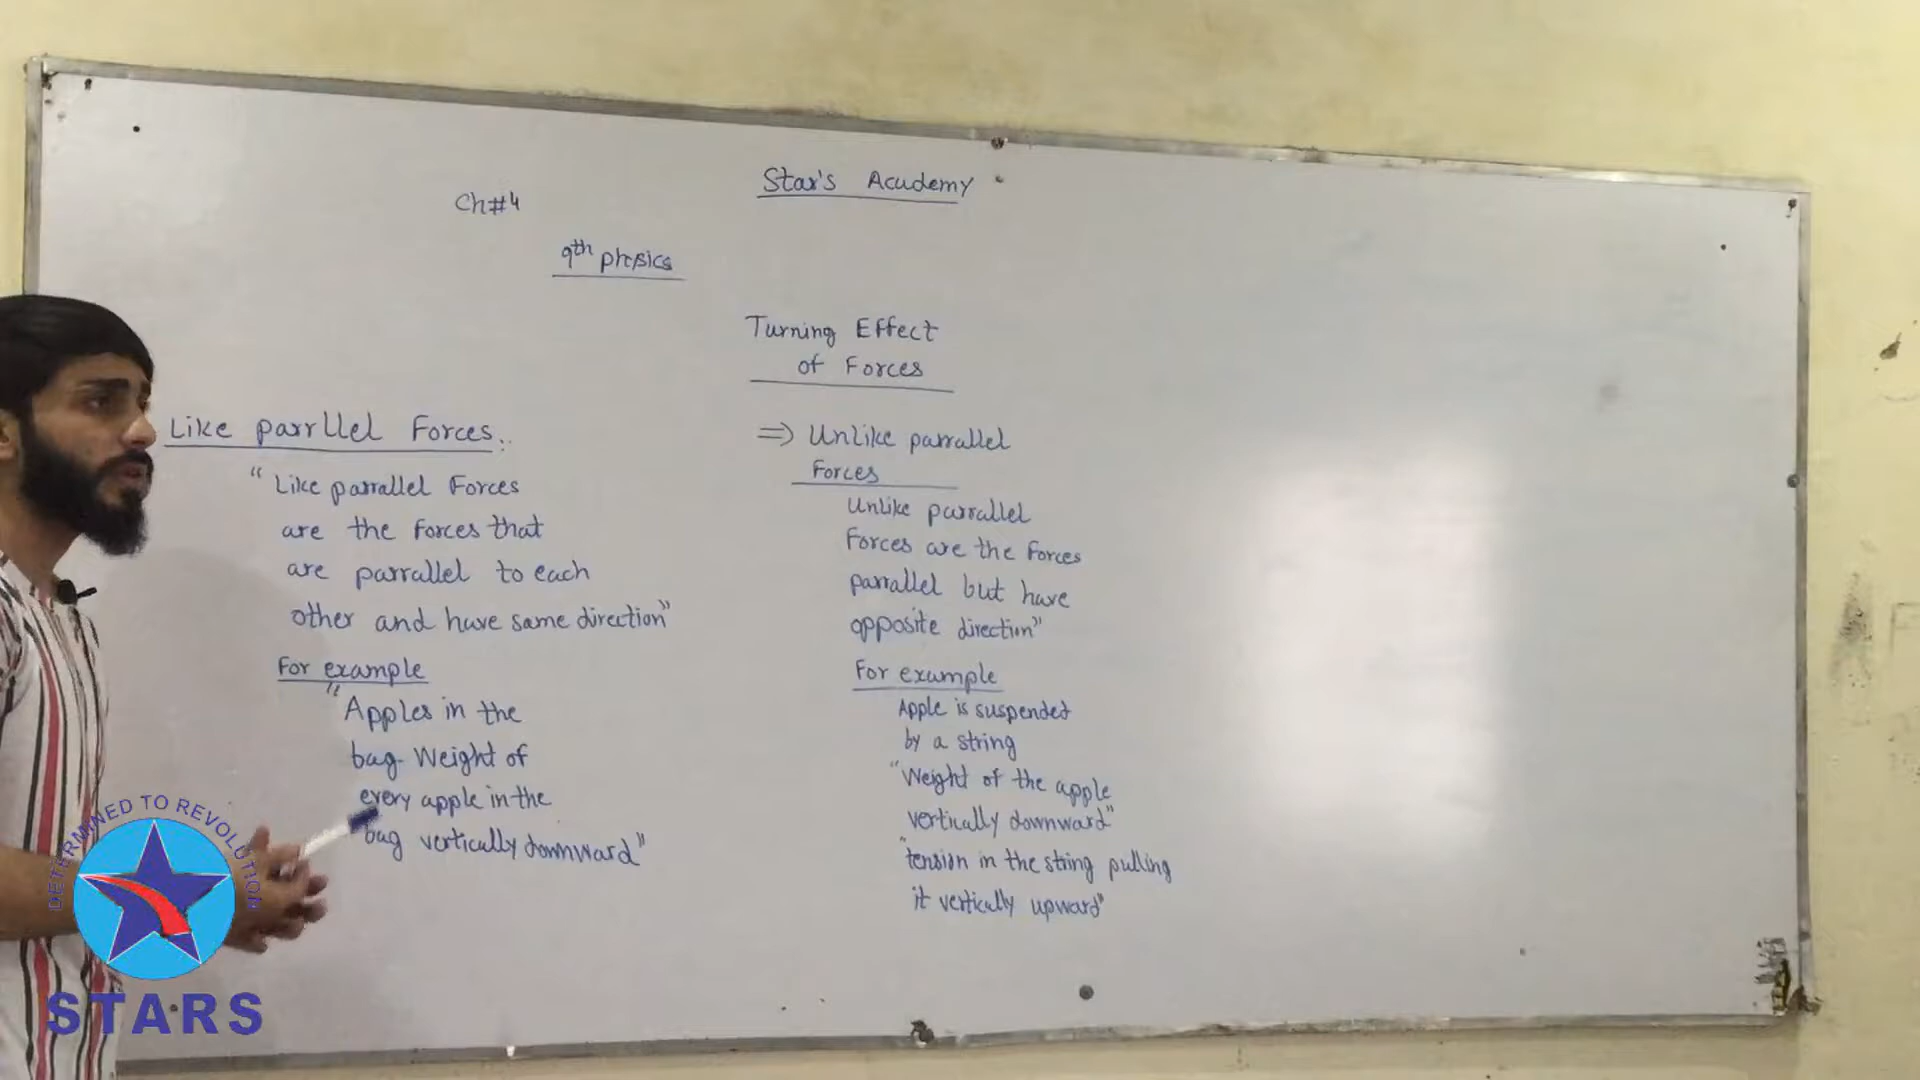 Star's Academy
Ch#4
9th physics
Turning Effect
of Forces
Like parrllel Forces..
"Like parrallel Forces
are the forces that
are parrallel to each
other and have same direction"
For example
"Apples in the
bag. Weight of
every apple in the
bag vertically downward"
⇒ Unlike parrallel
Forces
Unlike parrallel
Forces are the forces
parrallel but have
opposite direction"
For example
Apple is suspended
by a string
"Weight of the apple
vertically downward"
"tension in the string pulling
it vertically upward"
DETERMINED TO REVOLUTION
STARS